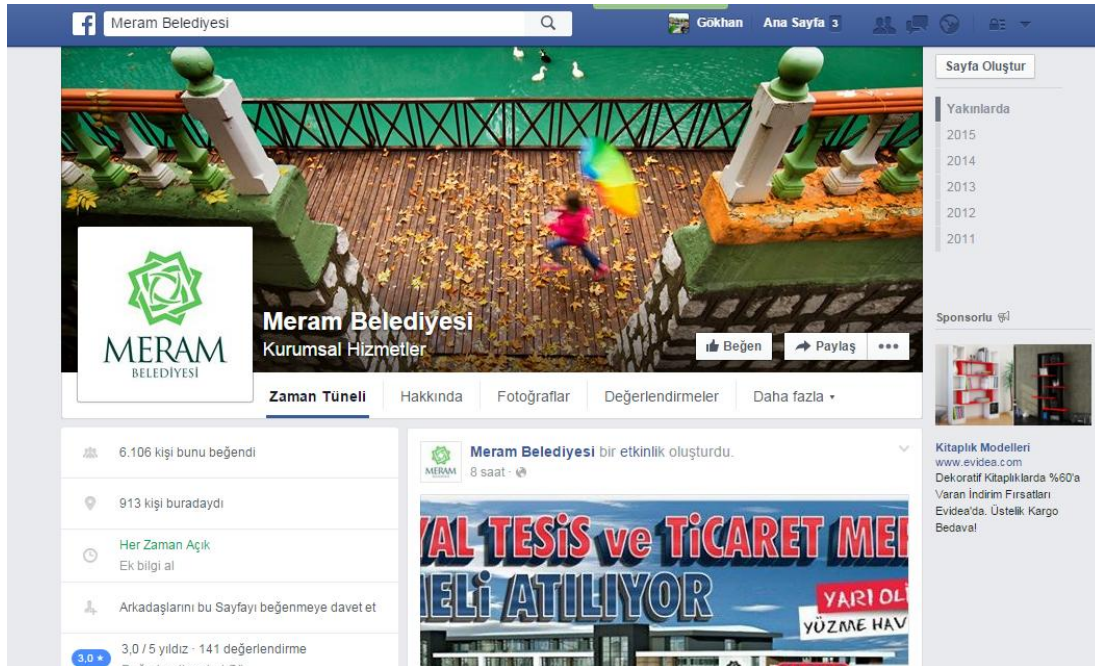 Meram Belediyesi
Gökhan
Ana Sayfa 3
Sayfa Oluştur
Yakınlarda
2015
2014
2013
2012
2011
MERAM
BELEDİYESİ
Meram Belediyesi
Kurumsal Hizmetler
Beğen
Paylaş
Zaman Tüneli
Hakkında
Fotoğraflar
Değerlendirmeler
Daha fazla
6.106 kişi bunu beğendi
913 kişi buradaydı
Her Zaman Açık
Ek bilgi al
Arkadaşlarını bu Sayfayı beğenmeye davet et
3,0 3,0 / 5 yıldız · 141 değerlendirme
MERAM
Meram Belediyesi bir etkinlik oluşturdu.
8 saat ·
AL TESİS ve TİCARET
ELİ ATILIYOR
YARI
YÜZME
Sponsorlu
Kitaplık Modelleri
www.evidea.com
Dekoratif Kitaplıklarda %60'a
Varan İndirim Fırsatları
Evidea'da. Üstelik Kargo
Bedava!